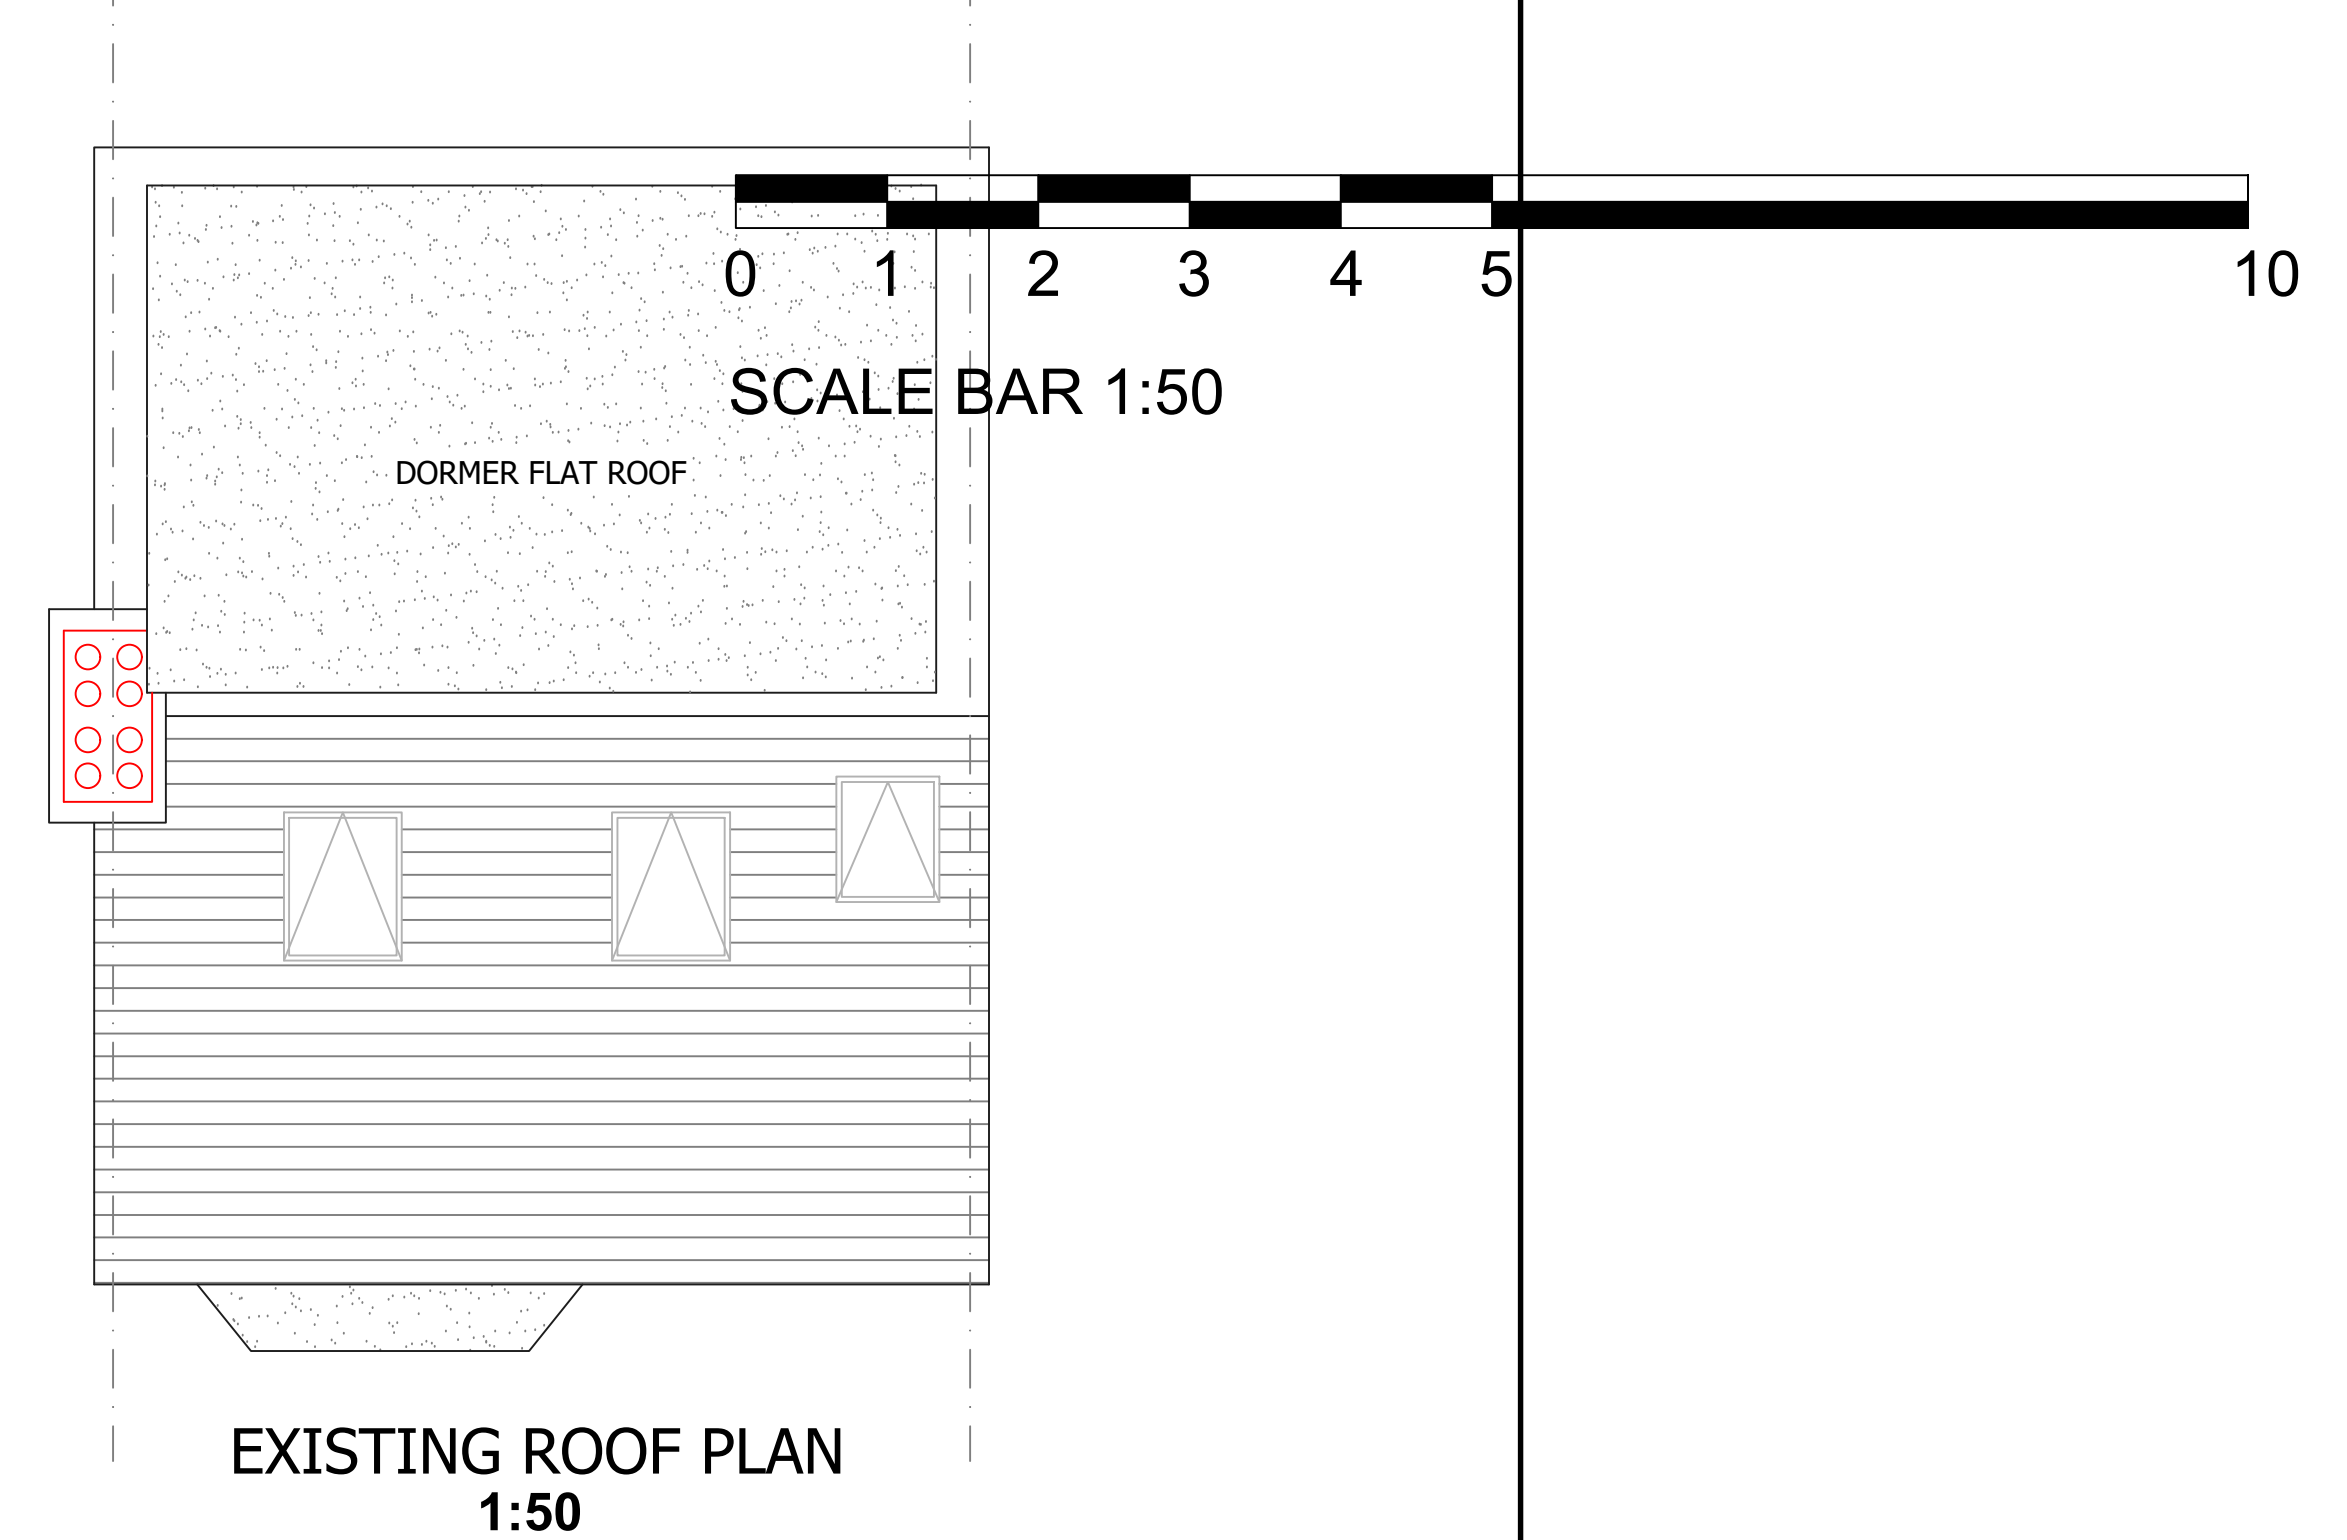 0 1 2 3 4 5 10
SCALE BAR 1:50
DORMER FLAT ROOF
EXISTING ROOF PLAN
1:50